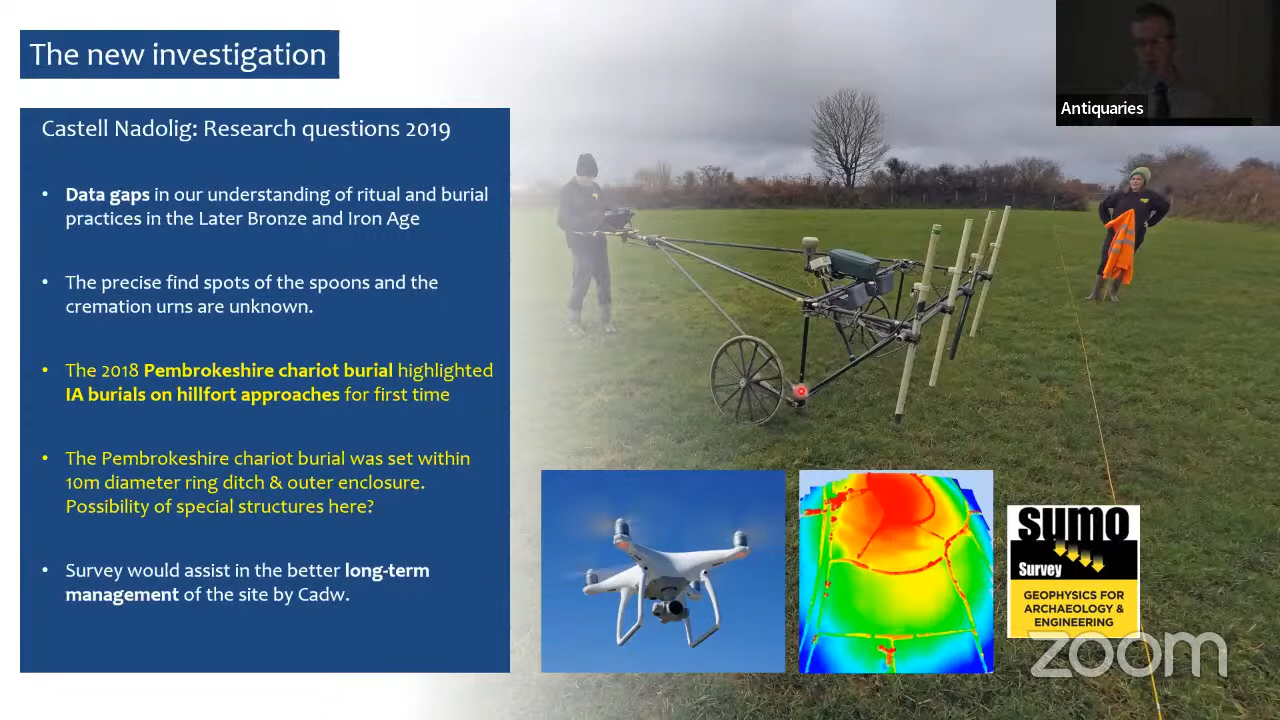 The new investigation
Antiquaries
Castell Nadolig: Research questions 2019
• Data gaps in our understanding of ritual and burial
practices in the Later Bronze and Iron Age
• The precise find spots of the spoons and the
cremation urns are unknown.
• The 2018 Pembrokeshire chariot burial highlighted
IA burials on hillfort approaches for first time
• The Pembrokeshire chariot burial was set within
10m diameter ring ditch & outer enclosure.
Possibility of special structures here?
• Survey would assist in the better long-term
management of the site by Cadw.
sumo
Survey
GEOPHYSICS FOR
ARCHAEOLOGY &
ENGINEERING
zoom